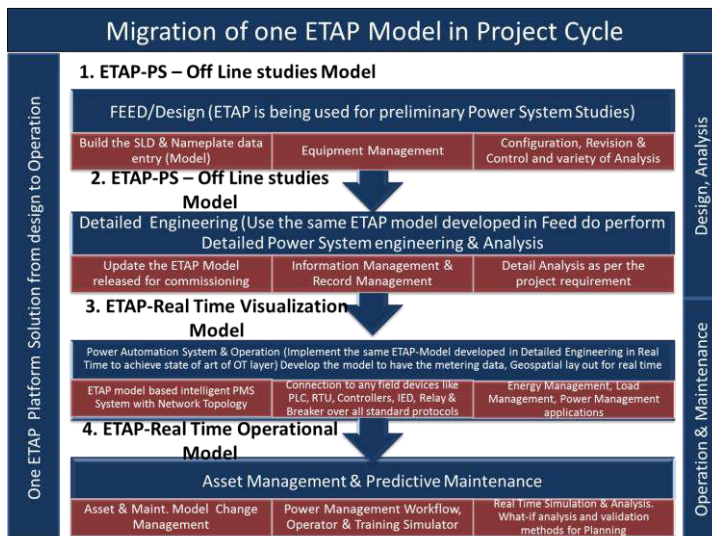 Migration of one ETAP Model in Project Cycle
One ETAP Platform Solution from design to Operation
1. ETAP-PS – Off Line studies Model
FEED/Design (ETAP is being used for preliminary Power System Studies)
Build the SLD & Nameplate data
entry (Model)
Equipment Management
Configuration, Revision &
Control and variety of Analysis
2. ETAP-PS – Off Line studies
Model
Detailed Engineering (Use the same ETAP model developed in Feed do perform
Detailed Power System engineering & Analysis
Update the ETAP Model
released for commissioning
Information Management &
Record Management
Detail Analysis as per the
project requirement
3. ETAP-Real Time Visualization
Model
Power Automation System & Operation (Implement the same ETAP-Model developed in Detailed Engineering in Real
Time to achieve state of art of OT layer) Develop the model to have the metering data, Geospatial lay out for real time
ETAP model based intelligent PMS
System with Network Topology
Connection to any field devices like
PLC, RTU, Controllers, IED, Relay &
Breaker over all standard protocols
Energy Management, Load
Management, Power Management
applications
4. ETAP-Real Time Operational
Model
Asset Management & Predictive Maintenance
Asset & Maint. Model Change
Management
Power Management Workflow,
Operator & Training Simulator
Real Time Simulation & Analysis.
What-if analysis and validation
methods for Planning
Design, Analysis
Operation & Maintenance